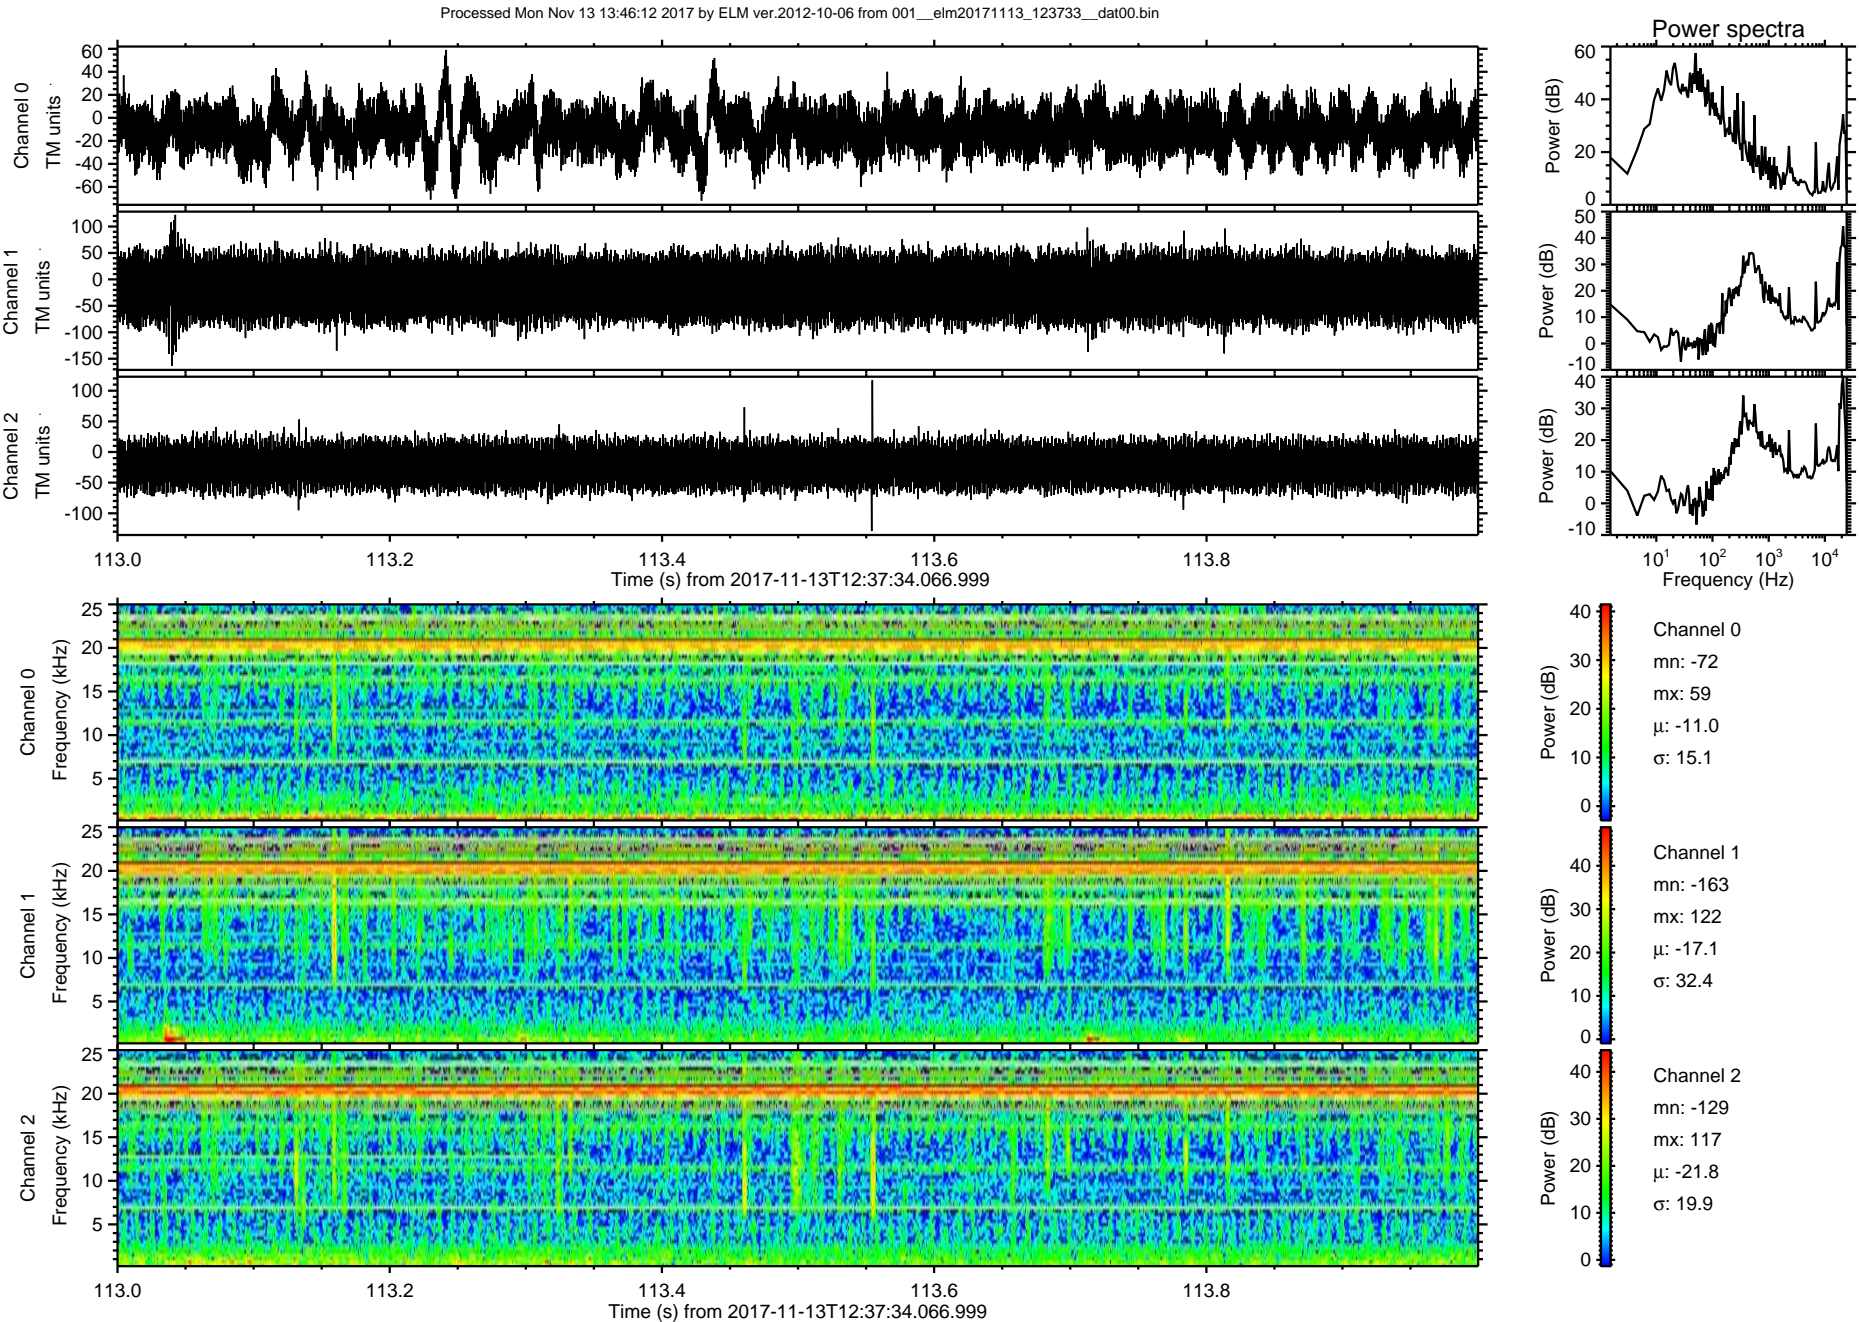 Processed Mon Nov 13 13:46:12 2017 by ELM ver.2012-10-06 from 001__elm20171113_123733__dat00.bin
Power spectra
Channel 0
TM units
60
40
20
0
-20
-40
-60
Power (dB)
60
40
20
0
Channel 1
TM units
100
50
0
-50
-100
-150
Power (dB)
50
40
30
20
10
0
-10
Channel 2
TM units
100
50
0
-50
-100
Power (dB)
40
30
20
10
0
-10
113.0 113.2 113.4 113.6 113.8
Time (s) from 2017-11-13T12:37:34.066.999
10^1 10^2 10^3 10^4
Frequency (Hz)
Channel 0
Frequency (kHz)
25
20
15
10
5
Power (dB)
40
30
20
10
0
Channel 0
mn: -72
mx: 59
μ: -11.0
σ: 15.1
Channel 1
Frequency (kHz)
25
20
15
10
5
Power (dB)
40
30
20
10
0
Channel 1
mn: -163
mx: 122
μ: -17.1
σ: 32.4
Channel 2
Frequency (kHz)
25
20
15
10
5
Power (dB)
40
30
20
10
0
Channel 2
mn: -129
mx: 117
μ: -21.8
σ: 19.9
113.0 113.2 113.4 113.6 113.8
Time (s) from 2017-11-13T12:37:34.066.999